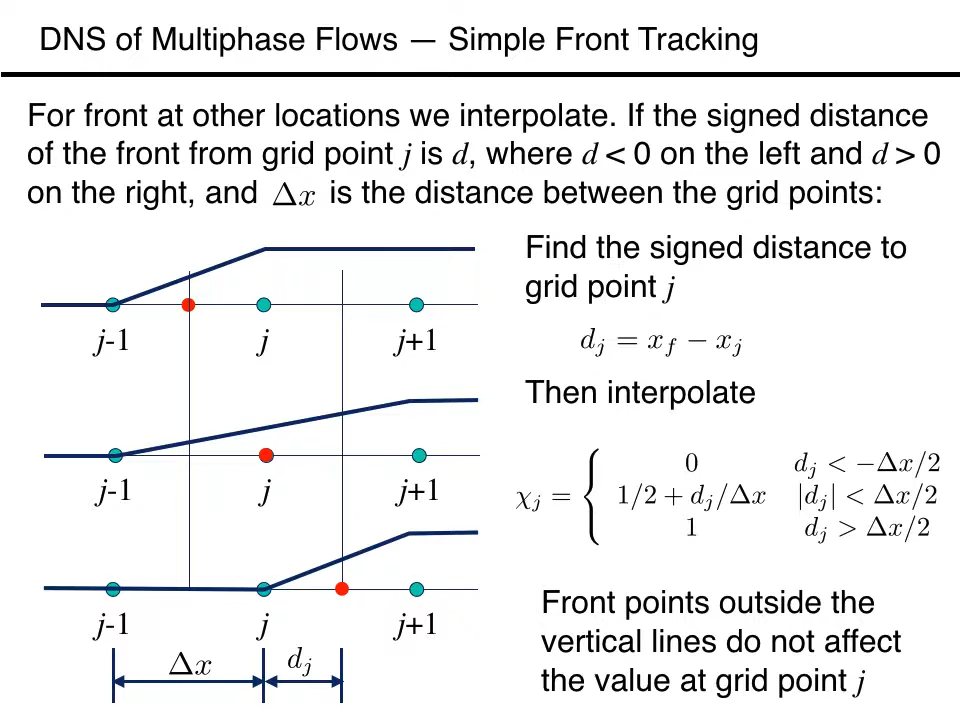 DNS of Multiphase Flows — Simple Front Tracking
For front at other locations we interpolate. If the signed distance
of the front from grid point j is d, where d < 0 on the left and d > 0
on the right, and Δx is the distance between the grid points:
Find the signed distance to
grid point j
d_j = x_f − x_j
Then interpolate
χ_j = { 0 d_j < −Δx/2
1/2 + d_j/Δx |d_j| < Δx/2
1 d_j > Δx/2
Front points outside the
vertical lines do not affect
the value at grid point j
j-1 j j+1
j-1 j j+1
j-1 j j+1
Δx d_j